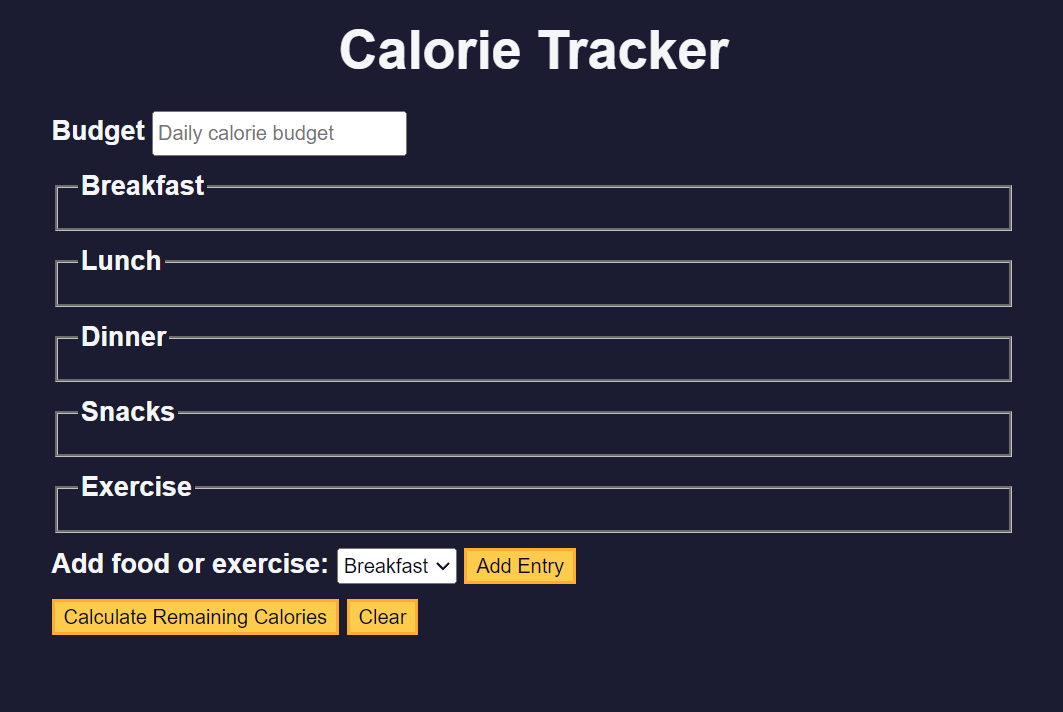 Calorie Tracker
Budget Daily calorie budget
Breakfast
Lunch
Dinner
Snacks
Exercise
Add food or exercise: Breakfast Add Entry
Calculate Remaining Calories Clear